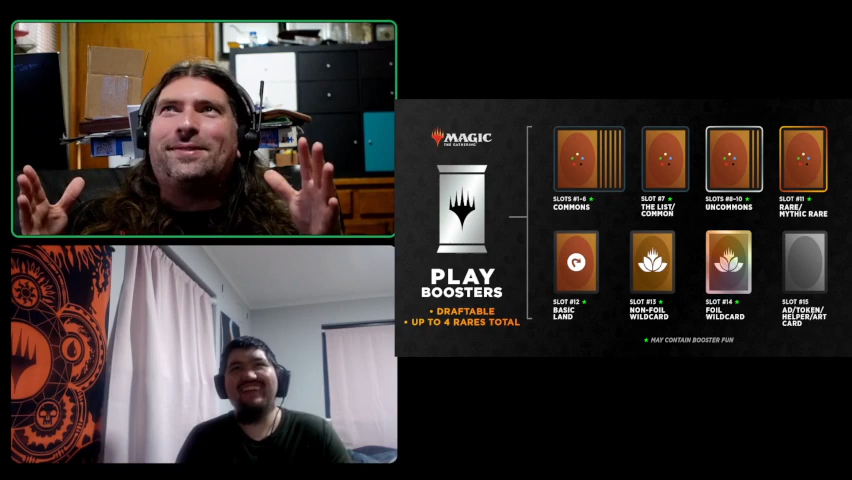 MAGIC
THE GATHERING
PLAY
BOOSTERS
• DRAFTABLE
• UP TO 4 RARES TOTAL
SLOTS #1-6 ★
COMMONS
SLOT #7 ★
THE LIST/
COMMON
SLOTS #8-10 ★
UNCOMMONS
SLOT #11 ★
RARE/
MYTHIC RARE
SLOT #12 ★
BASIC
LAND
SLOT #13 ★
NON-FOIL
WILDCARD
SLOT #14 ★
FOIL
WILDCARD
SLOT #15
AD/TOKEN/
HELPER/ART
CARD
★ MAY CONTAIN BOOSTER FUN